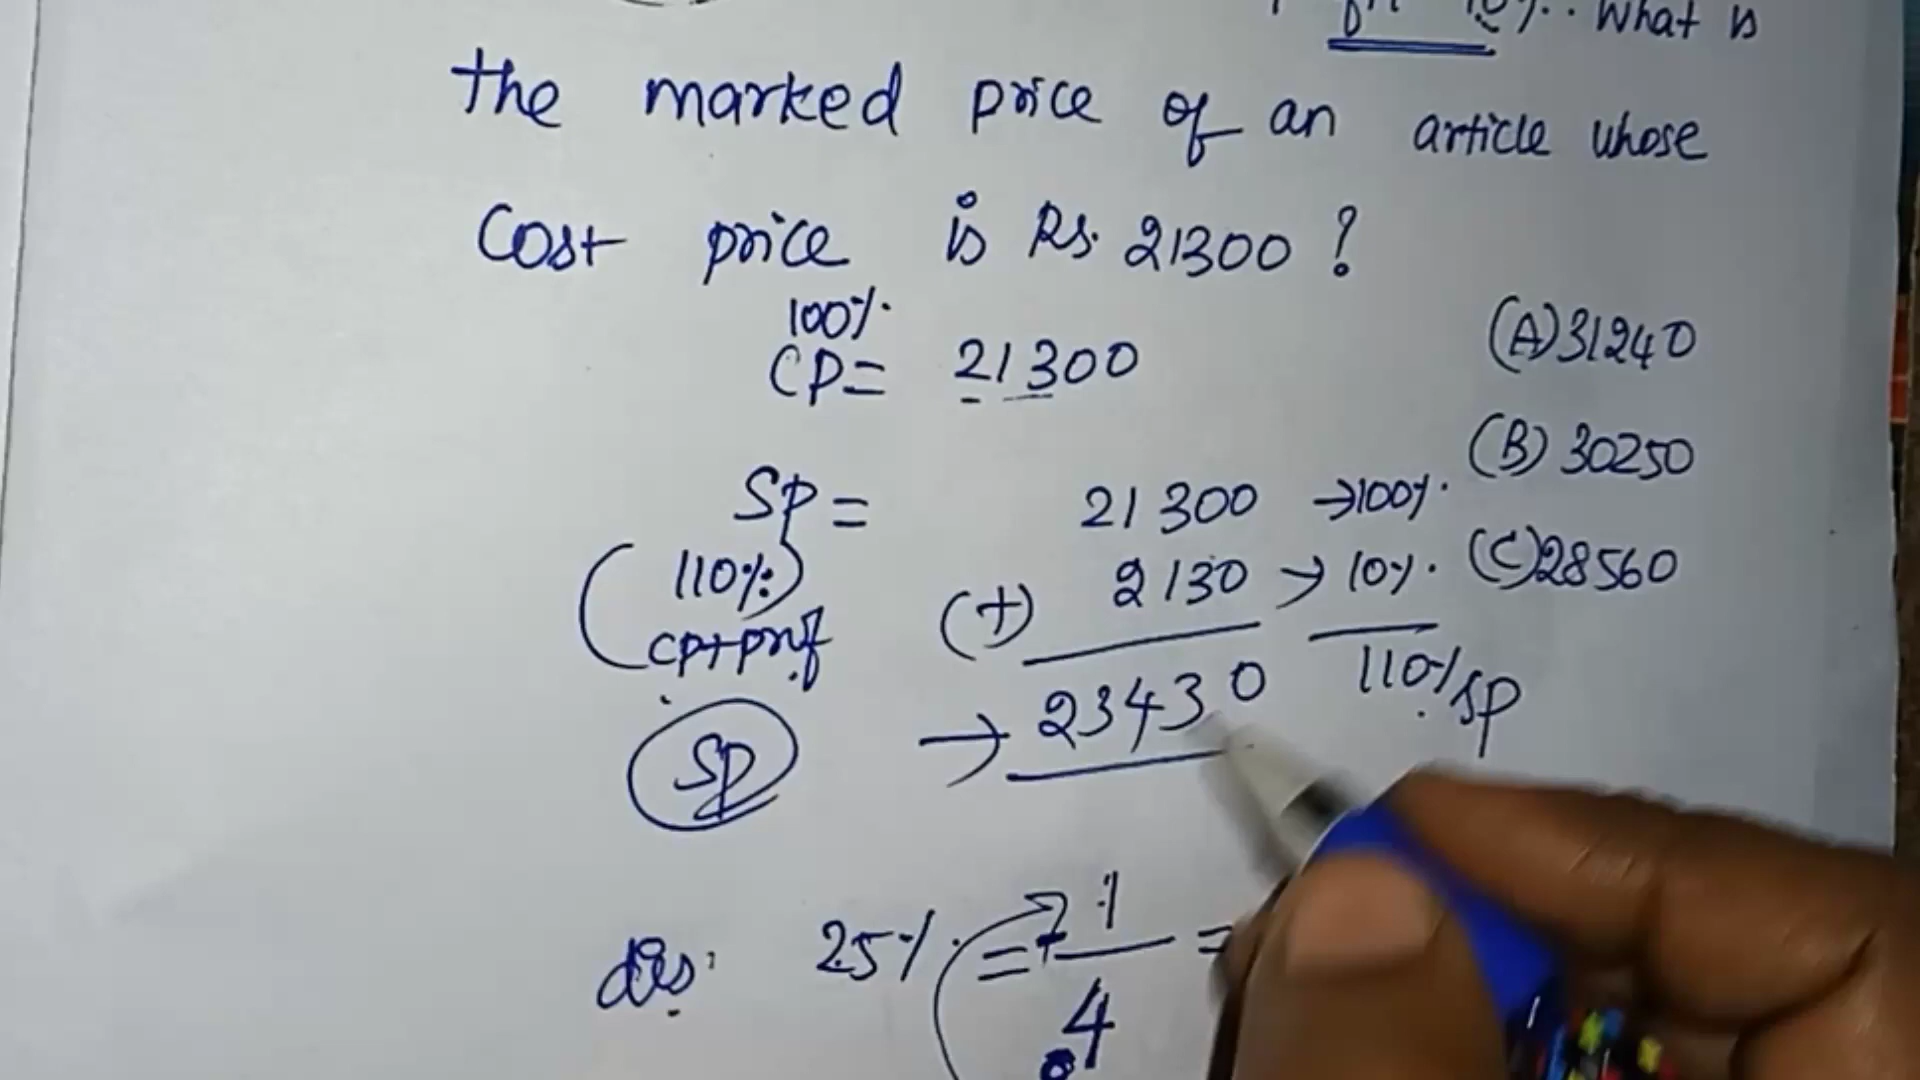 10%. What is
the marked price of an article whose
Cost price is Rs. 21300 ?
100%.
CP= 21300
(A) 31240
(B) 30250
SP= 21300 →100%.
(C) 28560
110% (+) 2130 → 10%.
cp+prof
110% SP
SP → 23430
dis: 25%. = 1/4 =